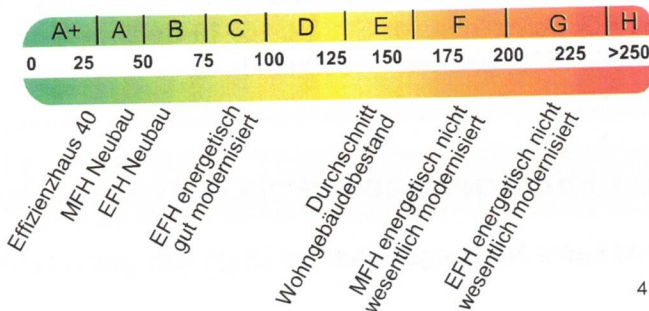 A+ A B C D E F G H
0 25 50 75 100 125 150 175 200 225 >250
Effizienzhaus 40
MFH Neubau
EFH Neubau
EFH energetisch
gut modernisiert
Durchschnitt
Wohngebäudebestand
MFH energetisch nicht
wesentlich modernisiert
EFH energetisch nicht
wesentlich modernisiert
4